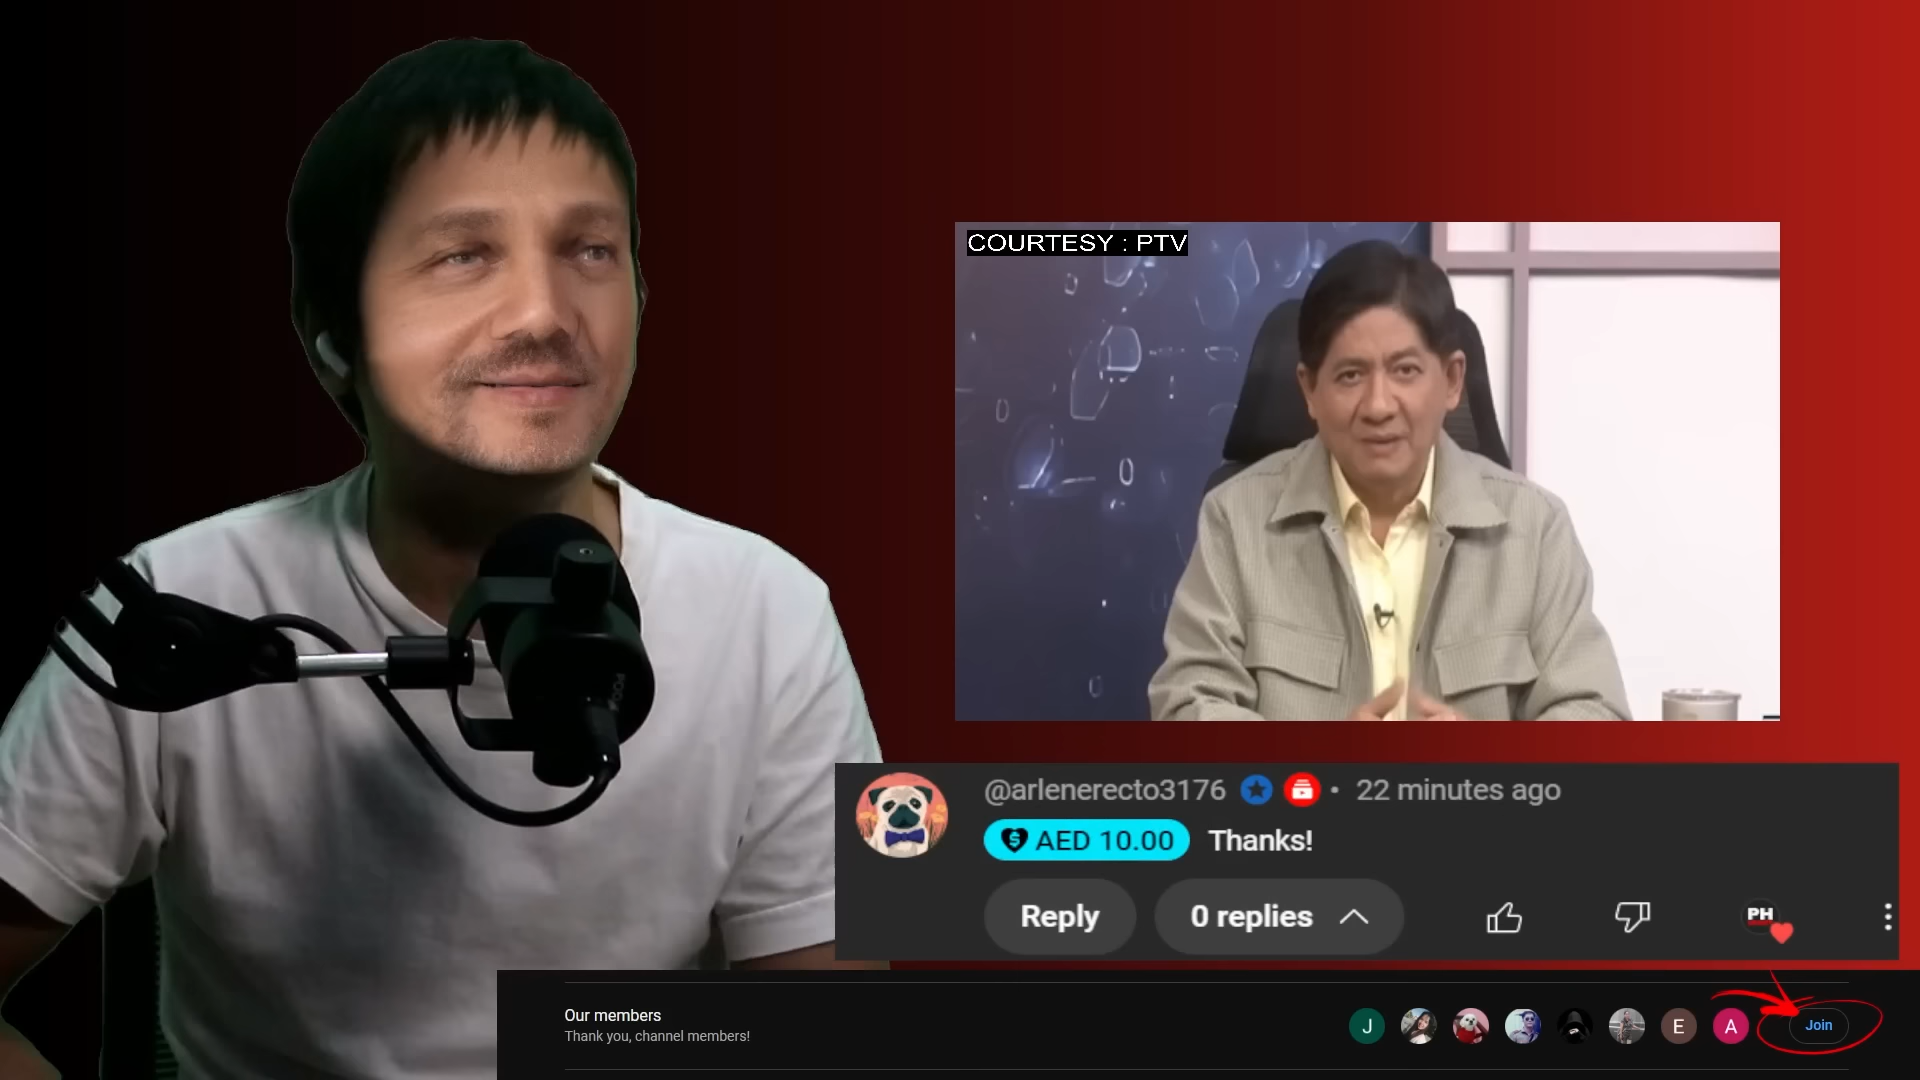 COURTESY : PTV
@arlenerecto3176 • 22 minutes ago
AED 10.00 Thanks!
Reply
0 replies
PH
Our members
Thank you, channel members!
J
E
A
Join